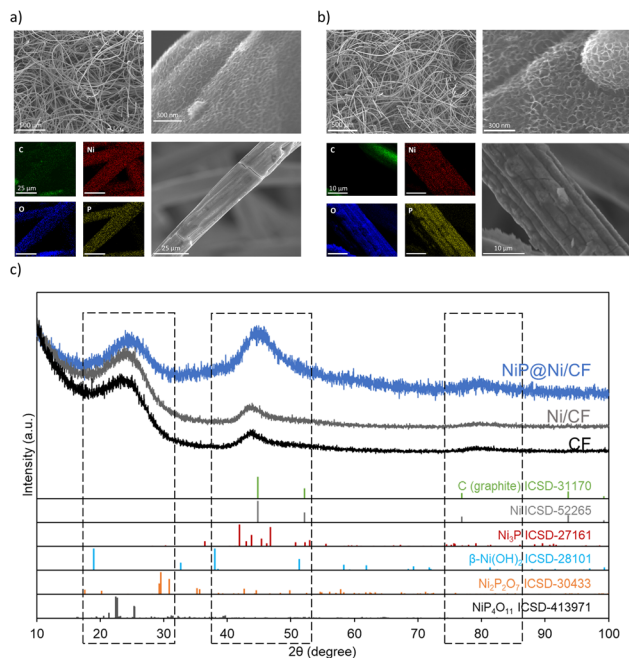 a)
b)
500 µm
300 nm
500 µm
300 nm
C
Ni
25 µm
O
P
25 µm
C
Ni
10 µm
O
P
10 µm
c)
NiP@Ni/CF
Ni/CF
CF
C (graphite) ICSD-31170
Ni ICSD-52265
Ni₃P ICSD-27161
β-Ni(OH)₂ ICSD-28101
Ni₂P₂O₇ ICSD-30433
NiP₄O₁₁ ICSD-413971
Intensity (a.u.)
10 20 30 40 50 60 70 80 90 100
2θ (degree)